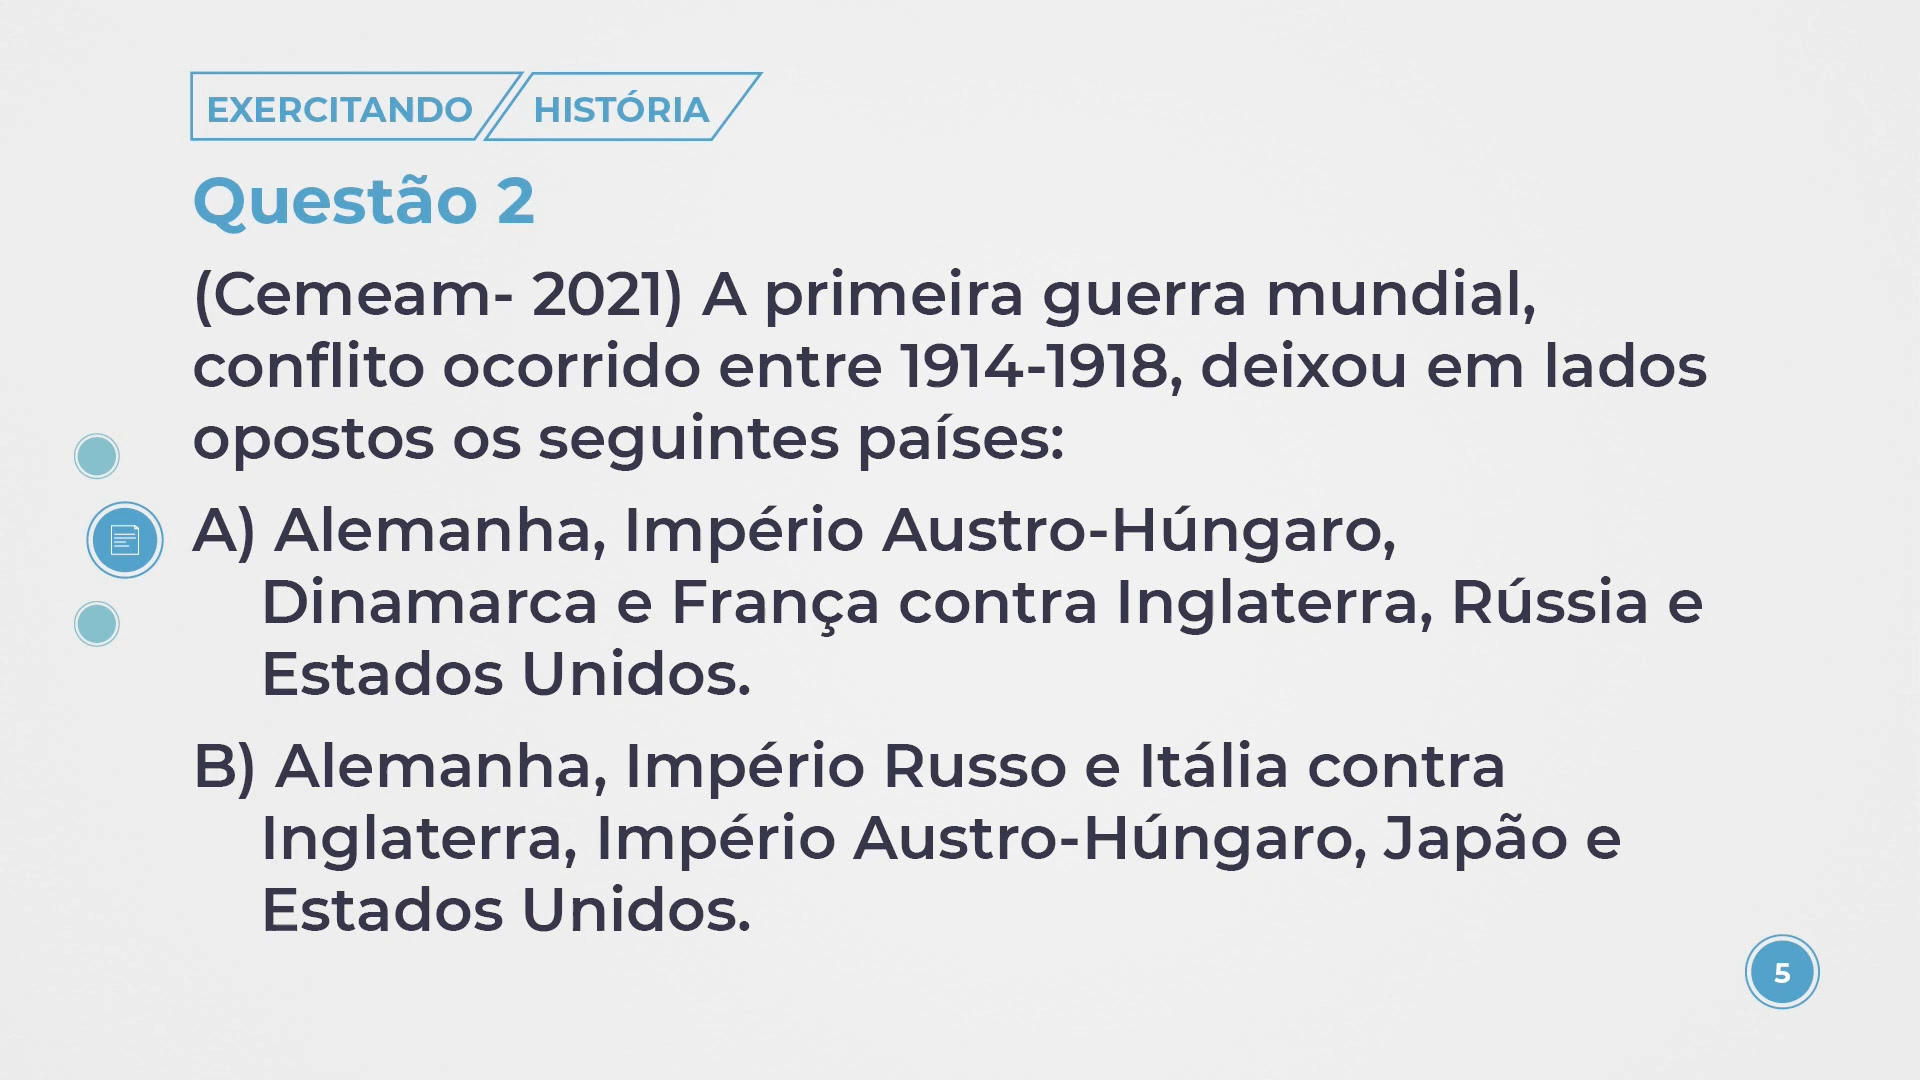 EXERCITANDO HISTÓRIA
Questão 2
(Cemeam- 2021) A primeira guerra mundial,
conflito ocorrido entre 1914-1918, deixou em lados
opostos os seguintes países:
A) Alemanha, Império Austro-Húngaro,
Dinamarca e França contra Inglaterra, Rússia e
Estados Unidos.
B) Alemanha, Império Russo e Itália contra
Inglaterra, Império Austro-Húngaro, Japão e
Estados Unidos.
5